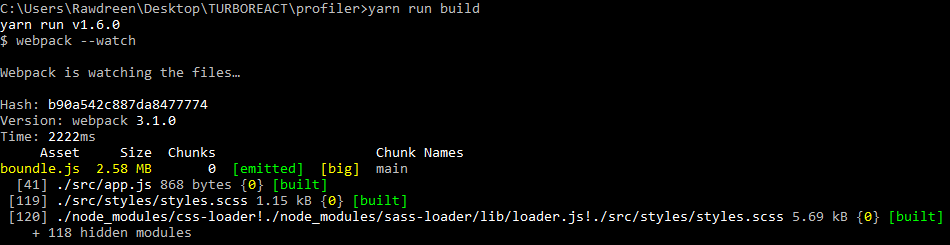 C:\Users\Rawdreen\Desktop\TURBOREACT\profiler>yarn run build
yarn run v1.6.0
$ webpack --watch
Webpack is watching the files…
Hash: b90a542c887da8477774
Version: webpack 3.1.0
Time: 2222ms
Asset Size Chunks Chunk Names
boundle.js 2.58 MB 0 [emitted] [big] main
[41] ./src/app.js 868 bytes {0} [built]
[119] ./src/styles/styles.scss 1.15 kB {0} [built]
[120] ./node_modules/css-loader!./node_modules/sass-loader/lib/loader.js!./src/styles/styles.scss 5.69 kB {0} [built]
+ 118 hidden modules